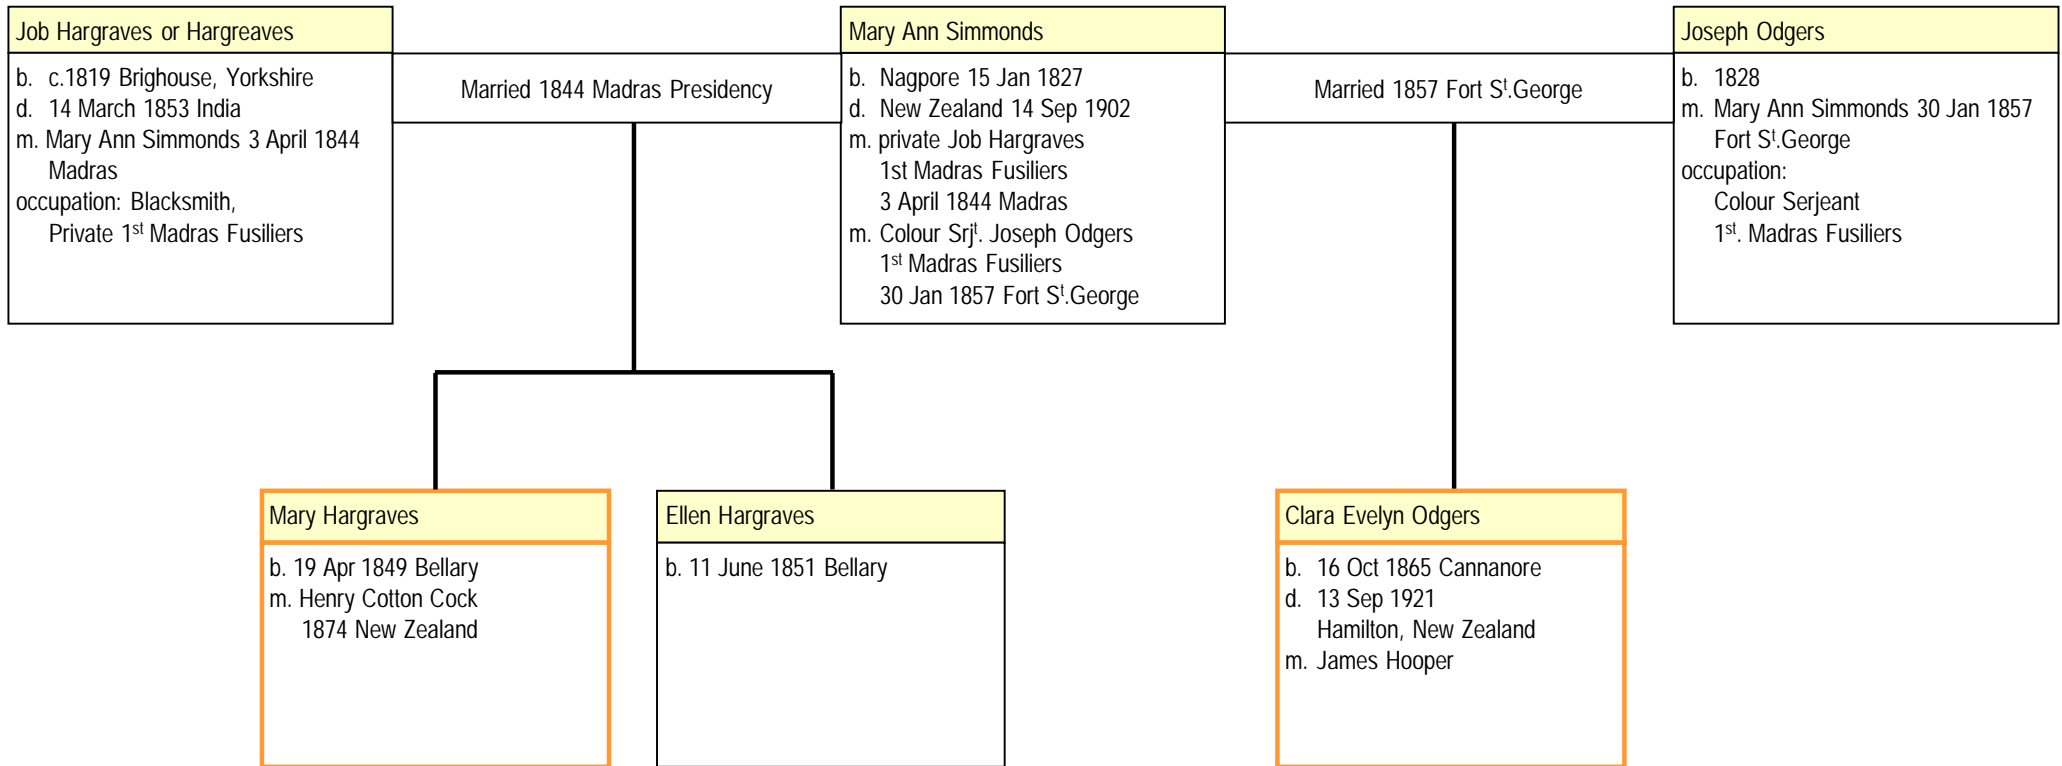 Job Hargraves or Hargreaves
b. c.1819 Brighouse, Yorkshire
d. 14 March 1853 India
m. Mary Ann Simmonds 3 April 1844
Madras
occupation: Blacksmith,
Private 1st Madras Fusiliers
Married 1844 Madras Presidency
Mary Ann Simmonds
b. Nagpore 15 Jan 1827
d. New Zealand 14 Sep 1902
m. private Job Hargraves
1st Madras Fusiliers
3 April 1844 Madras
m. Colour Srjt. Joseph Odgers
1st Madras Fusiliers
30 Jan 1857 Fort St.George
Married 1857 Fort St.George
Joseph Odgers
b. 1828
m. Mary Ann Simmonds 30 Jan 1857
Fort St.George
occupation:
Colour Serjeant
1st. Madras Fusiliers
Mary Hargraves
b. 19 Apr 1849 Bellary
m. Henry Cotton Cock
1874 New Zealand
Ellen Hargraves
b. 11 June 1851 Bellary
Clara Evelyn Odgers
b. 16 Oct 1865 Cannanore
d. 13 Sep 1921
Hamilton, New Zealand
m. James Hooper